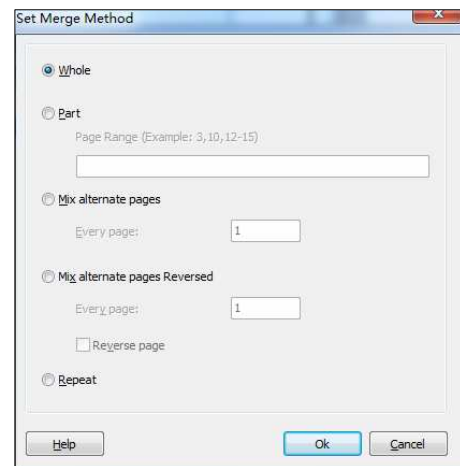 Set Merge Method
Whole
Part
Page Range (Example: 3,10,12-15)
Mix alternate pages
Every page: 1
Mix alternate pages Reversed
Every page: 1
Reverse page
Repeat
Help Ok Cancel